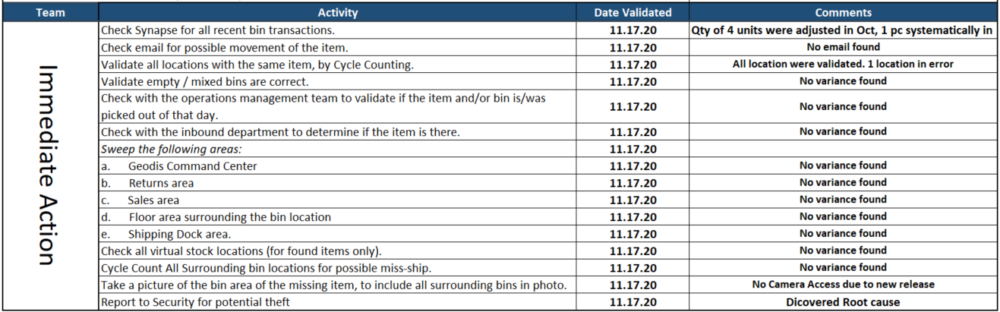 Team Activity Date Validated Comments
Immediate Action
Check Synapse for all recent bin transactions. 11.17.20 Qty of 4 units were adjusted in Oct, 1 pc systematically in
Check email for possible movement of the item. 11.17.20 No email found
Validate all locations with the same item, by Cycle Counting. 11.17.20 All location were validated. 1 location in error
Validate empty / mixed bins are correct. 11.17.20 No variance found
Check with the operations management team to validate if the item and/or bin is/was
picked out of that day. 11.17.20 No variance found
Check with the inbound department to determine if the item is there. 11.17.20 No variance found
Sweep the following areas: 11.17.20
a. Geodis Command Center 11.17.20 No variance found
b. Returns area 11.17.20 No variance found
c. Sales area 11.17.20 No variance found
d. Floor area surrounding the bin location 11.17.20 No variance found
e. Shipping Dock area. 11.17.20 No variance found
Check all virtual stock locations (for found items only). 11.17.20 No variance found
Cycle Count All Surrounding bin locations for possible miss-ship. 11.17.20 No variance found
Take a picture of the bin area of the missing item, to include all surrounding bins in photo. 11.17.20 No Camera Access due to new release
Report to Security for potential theft 11.17.20 Dicovered Root cause